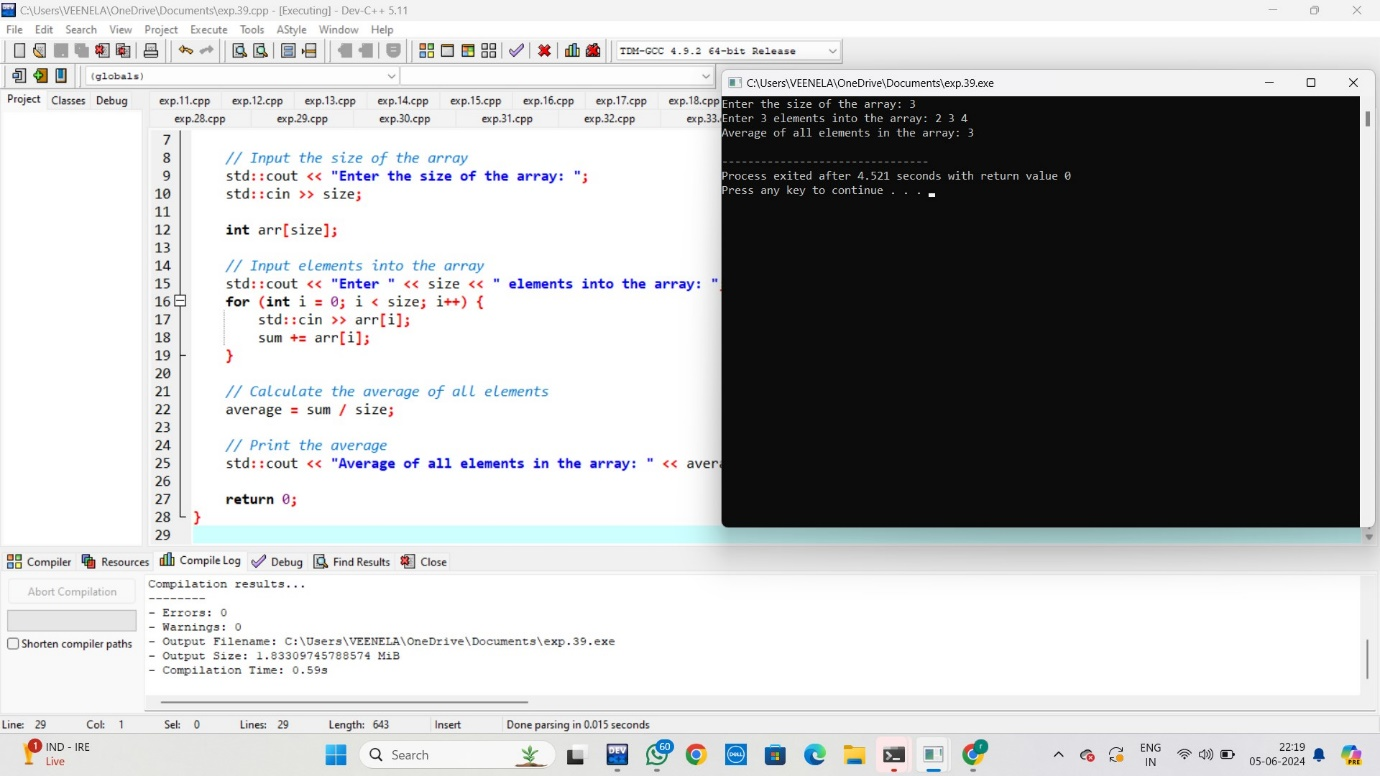 C:\Users\VEENELA\OneDrive\Documents\exp.39.cpp - [Executing] - Dev-C++ 5.11
File Edit Search View Project Execute Tools AStyle Window Help
TDM-GCC 4.9.2 64-bit Release
(globals)
Project Classes Debug
exp.11.cpp exp.12.cpp exp.13.cpp exp.14.cpp exp.15.cpp exp.16.cpp exp.17.cpp exp.18.cpp
exp.28.cpp exp.29.cpp exp.30.cpp exp.31.cpp exp.32.cpp exp.33.
7
8 // Input the size of the array
9 std::cout << "Enter the size of the array: ";
10 std::cin >> size;
11
12 int arr[size];
13
14 // Input elements into the array
15 std::cout << "Enter " << size << " elements into the array: "
16 for (int i = 0; i < size; i++) {
17 std::cin >> arr[i];
18 sum += arr[i];
19 }
20
21 // Calculate the average of all elements
22 average = sum / size;
23
24 // Print the average
25 std::cout << "Average of all elements in the array: " << avera
26
27 return 0;
28 }
29
C:\Users\VEENELA\OneDrive\Documents\exp.39.exe
Enter the size of the array: 3
Enter 3 elements into the array: 2 3 4
Average of all elements in the array: 3
--------------------------------
Process exited after 4.521 seconds with return value 0
Press any key to continue . . .
Compiler Resources Compile Log Debug Find Results Close
Abort Compilation
Shorten compiler paths
Compilation results...
--------
- Errors: 0
- Warnings: 0
- Output Filename: C:\Users\VEENELA\OneDrive\Documents\exp.39.exe
- Output Size: 1.83309745788574 MiB
- Compilation Time: 0.59s
Line: 29 Col: 1 Sel: 0 Lines: 29 Length: 643 Insert Done parsing in 0.015 seconds
1 IND - IRE
Live
Search
DEV
60
DELL
ENG
IN
22:19
05-06-2024
PRE